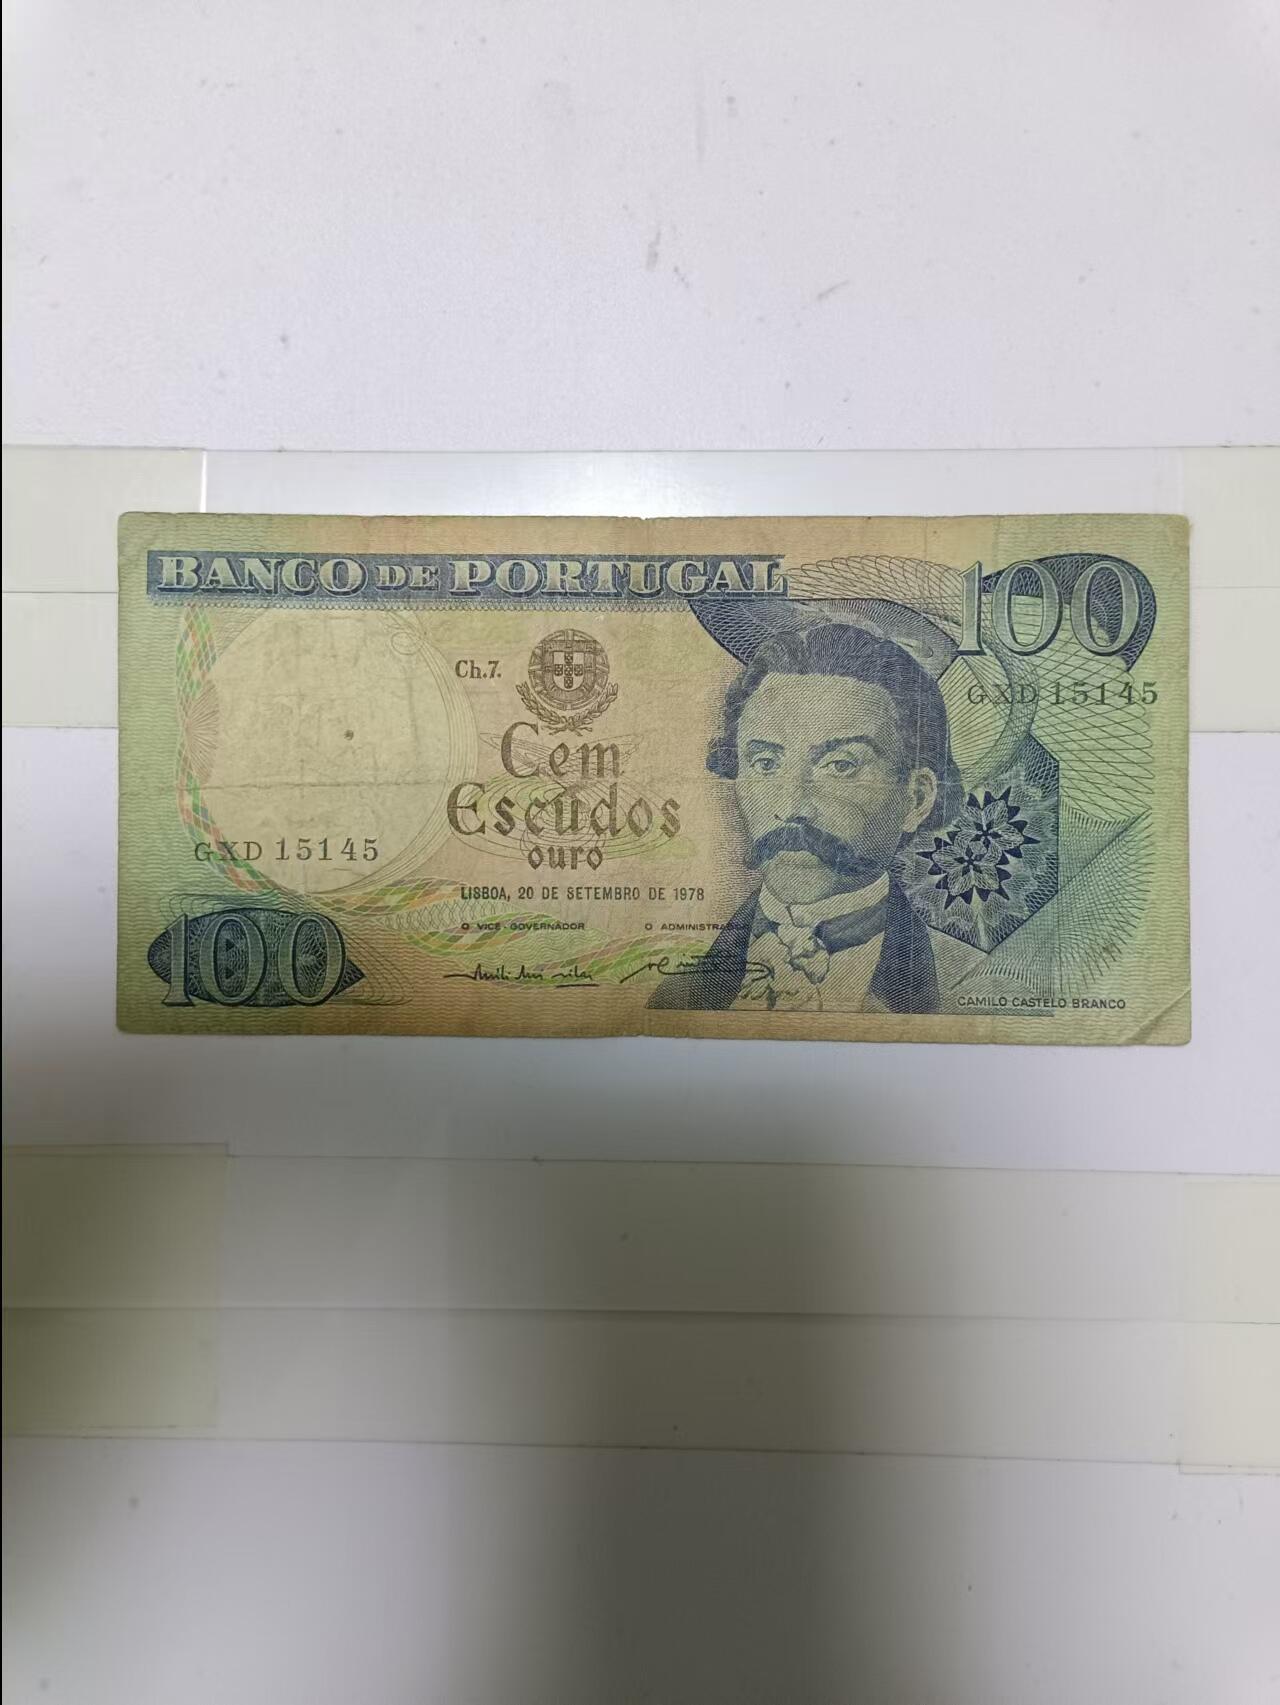 BANCO DE PORTUGAL
100
Ch.7.
GXD 15145
Cem
Escudos
ouro
GXD 15145
LISBOA, 20 DE SETEMBRO DE 1978
O VICE-GOVERNADOR
O ADMINISTRADOR
100
CAMILO CASTELO BRANCO